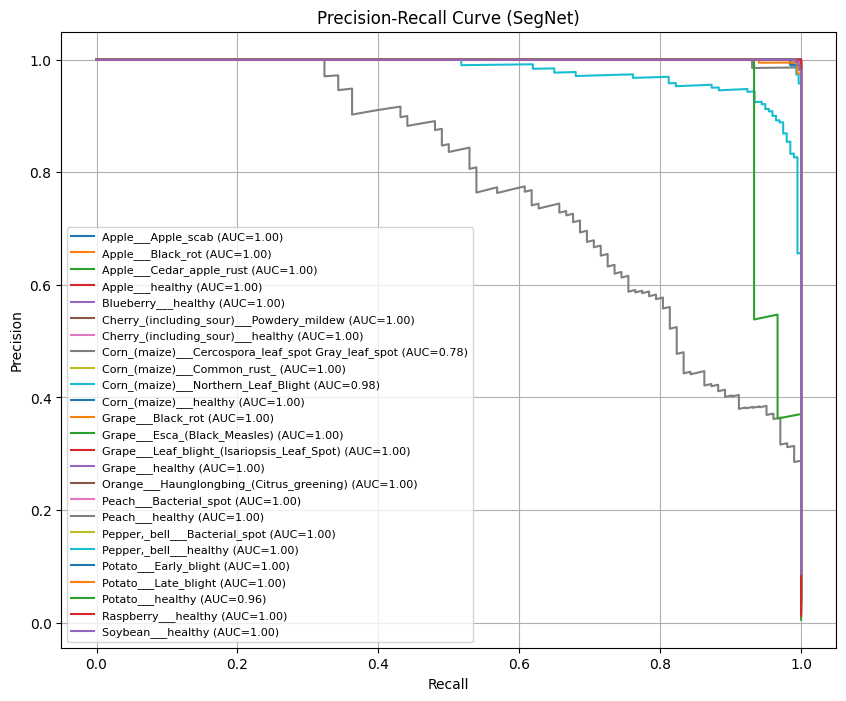 Precision-Recall Curve (SegNet)
1.0
0.8
0.6
0.4
0.2
0.0
Precision
Apple___Apple_scab (AUC=1.00)
Apple___Black_rot (AUC=1.00)
Apple___Cedar_apple_rust (AUC=1.00)
Apple___healthy (AUC=1.00)
Blueberry___healthy (AUC=1.00)
Cherry_(including_sour)___Powdery_mildew (AUC=1.00)
Cherry_(including_sour)___healthy (AUC=1.00)
Corn_(maize)___Cercospora_leaf_spot Gray_leaf_spot (AUC=0.78)
Corn_(maize)___Common_rust_ (AUC=1.00)
Corn_(maize)___Northern_Leaf_Blight (AUC=0.98)
Corn_(maize)___healthy (AUC=1.00)
Grape___Black_rot (AUC=1.00)
Grape___Esca_(Black_Measles) (AUC=1.00)
Grape___Leaf_blight_(Isariopsis_Leaf_Spot) (AUC=1.00)
Grape___healthy (AUC=1.00)
Orange___Haunglongbing_(Citrus_greening) (AUC=1.00)
Peach___Bacterial_spot (AUC=1.00)
Peach___healthy (AUC=1.00)
Pepper,_bell___Bacterial_spot (AUC=1.00)
Pepper,_bell___healthy (AUC=1.00)
Potato___Early_blight (AUC=1.00)
Potato___Late_blight (AUC=1.00)
Potato___healthy (AUC=0.96)
Raspberry___healthy (AUC=1.00)
Soybean___healthy (AUC=1.00)
0.0 0.2 0.4 0.6 0.8 1.0
Recall